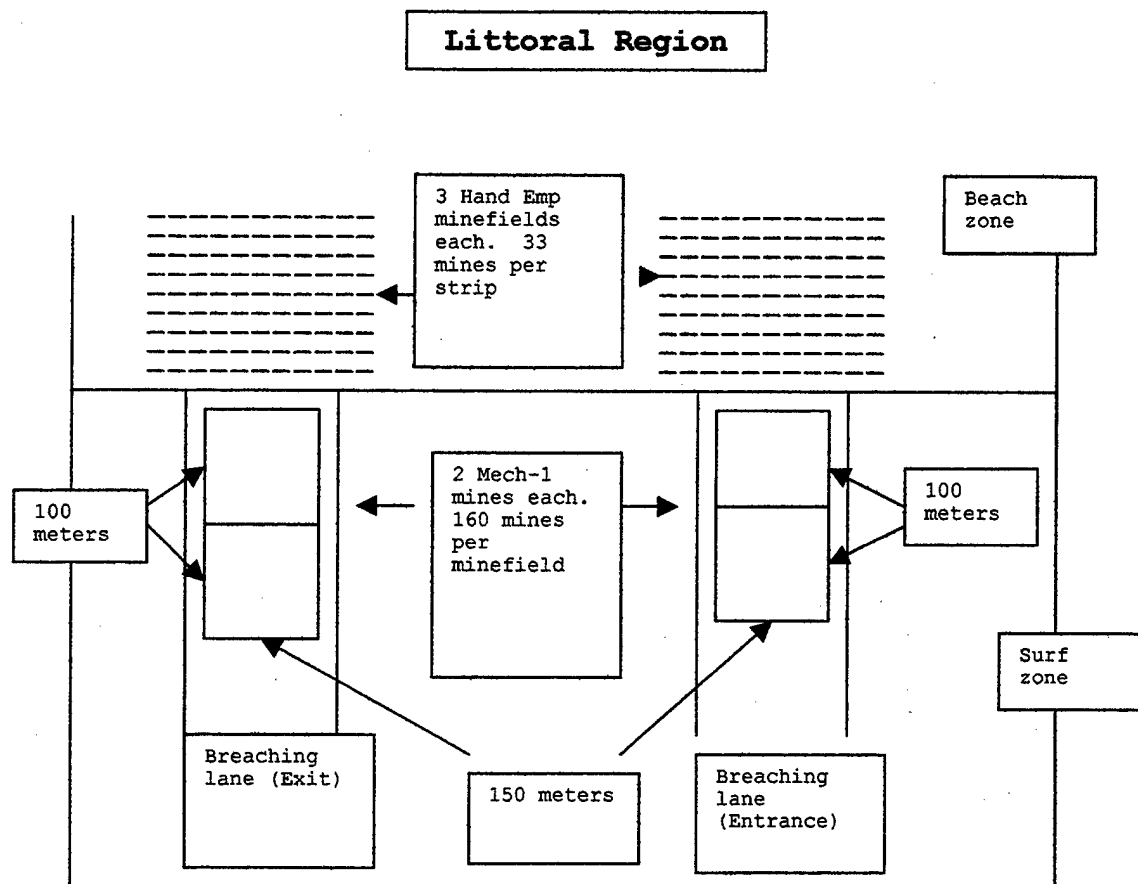 Littoral Region
3 Hand Emp
minefields
each.  33
mines per
strip
Beach
zone
100
meters
2 Mech-1
mines each.
160 mines
per
minefield
100
meters
Surf
zone
Breaching
lane (Exit)
150 meters
Breaching
lane
(Entrance)